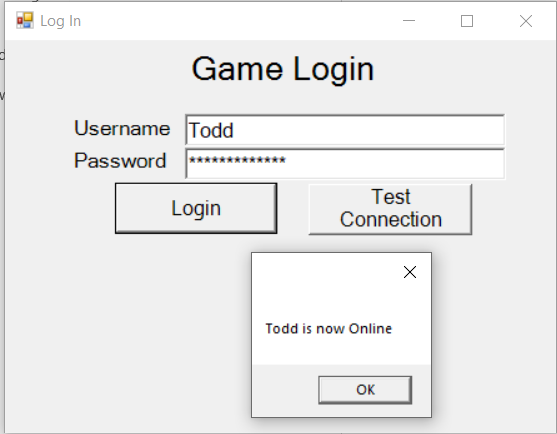 Log In
Game Login
Username Todd
Password *************
Login
Test
Connection
Todd is now Online
OK